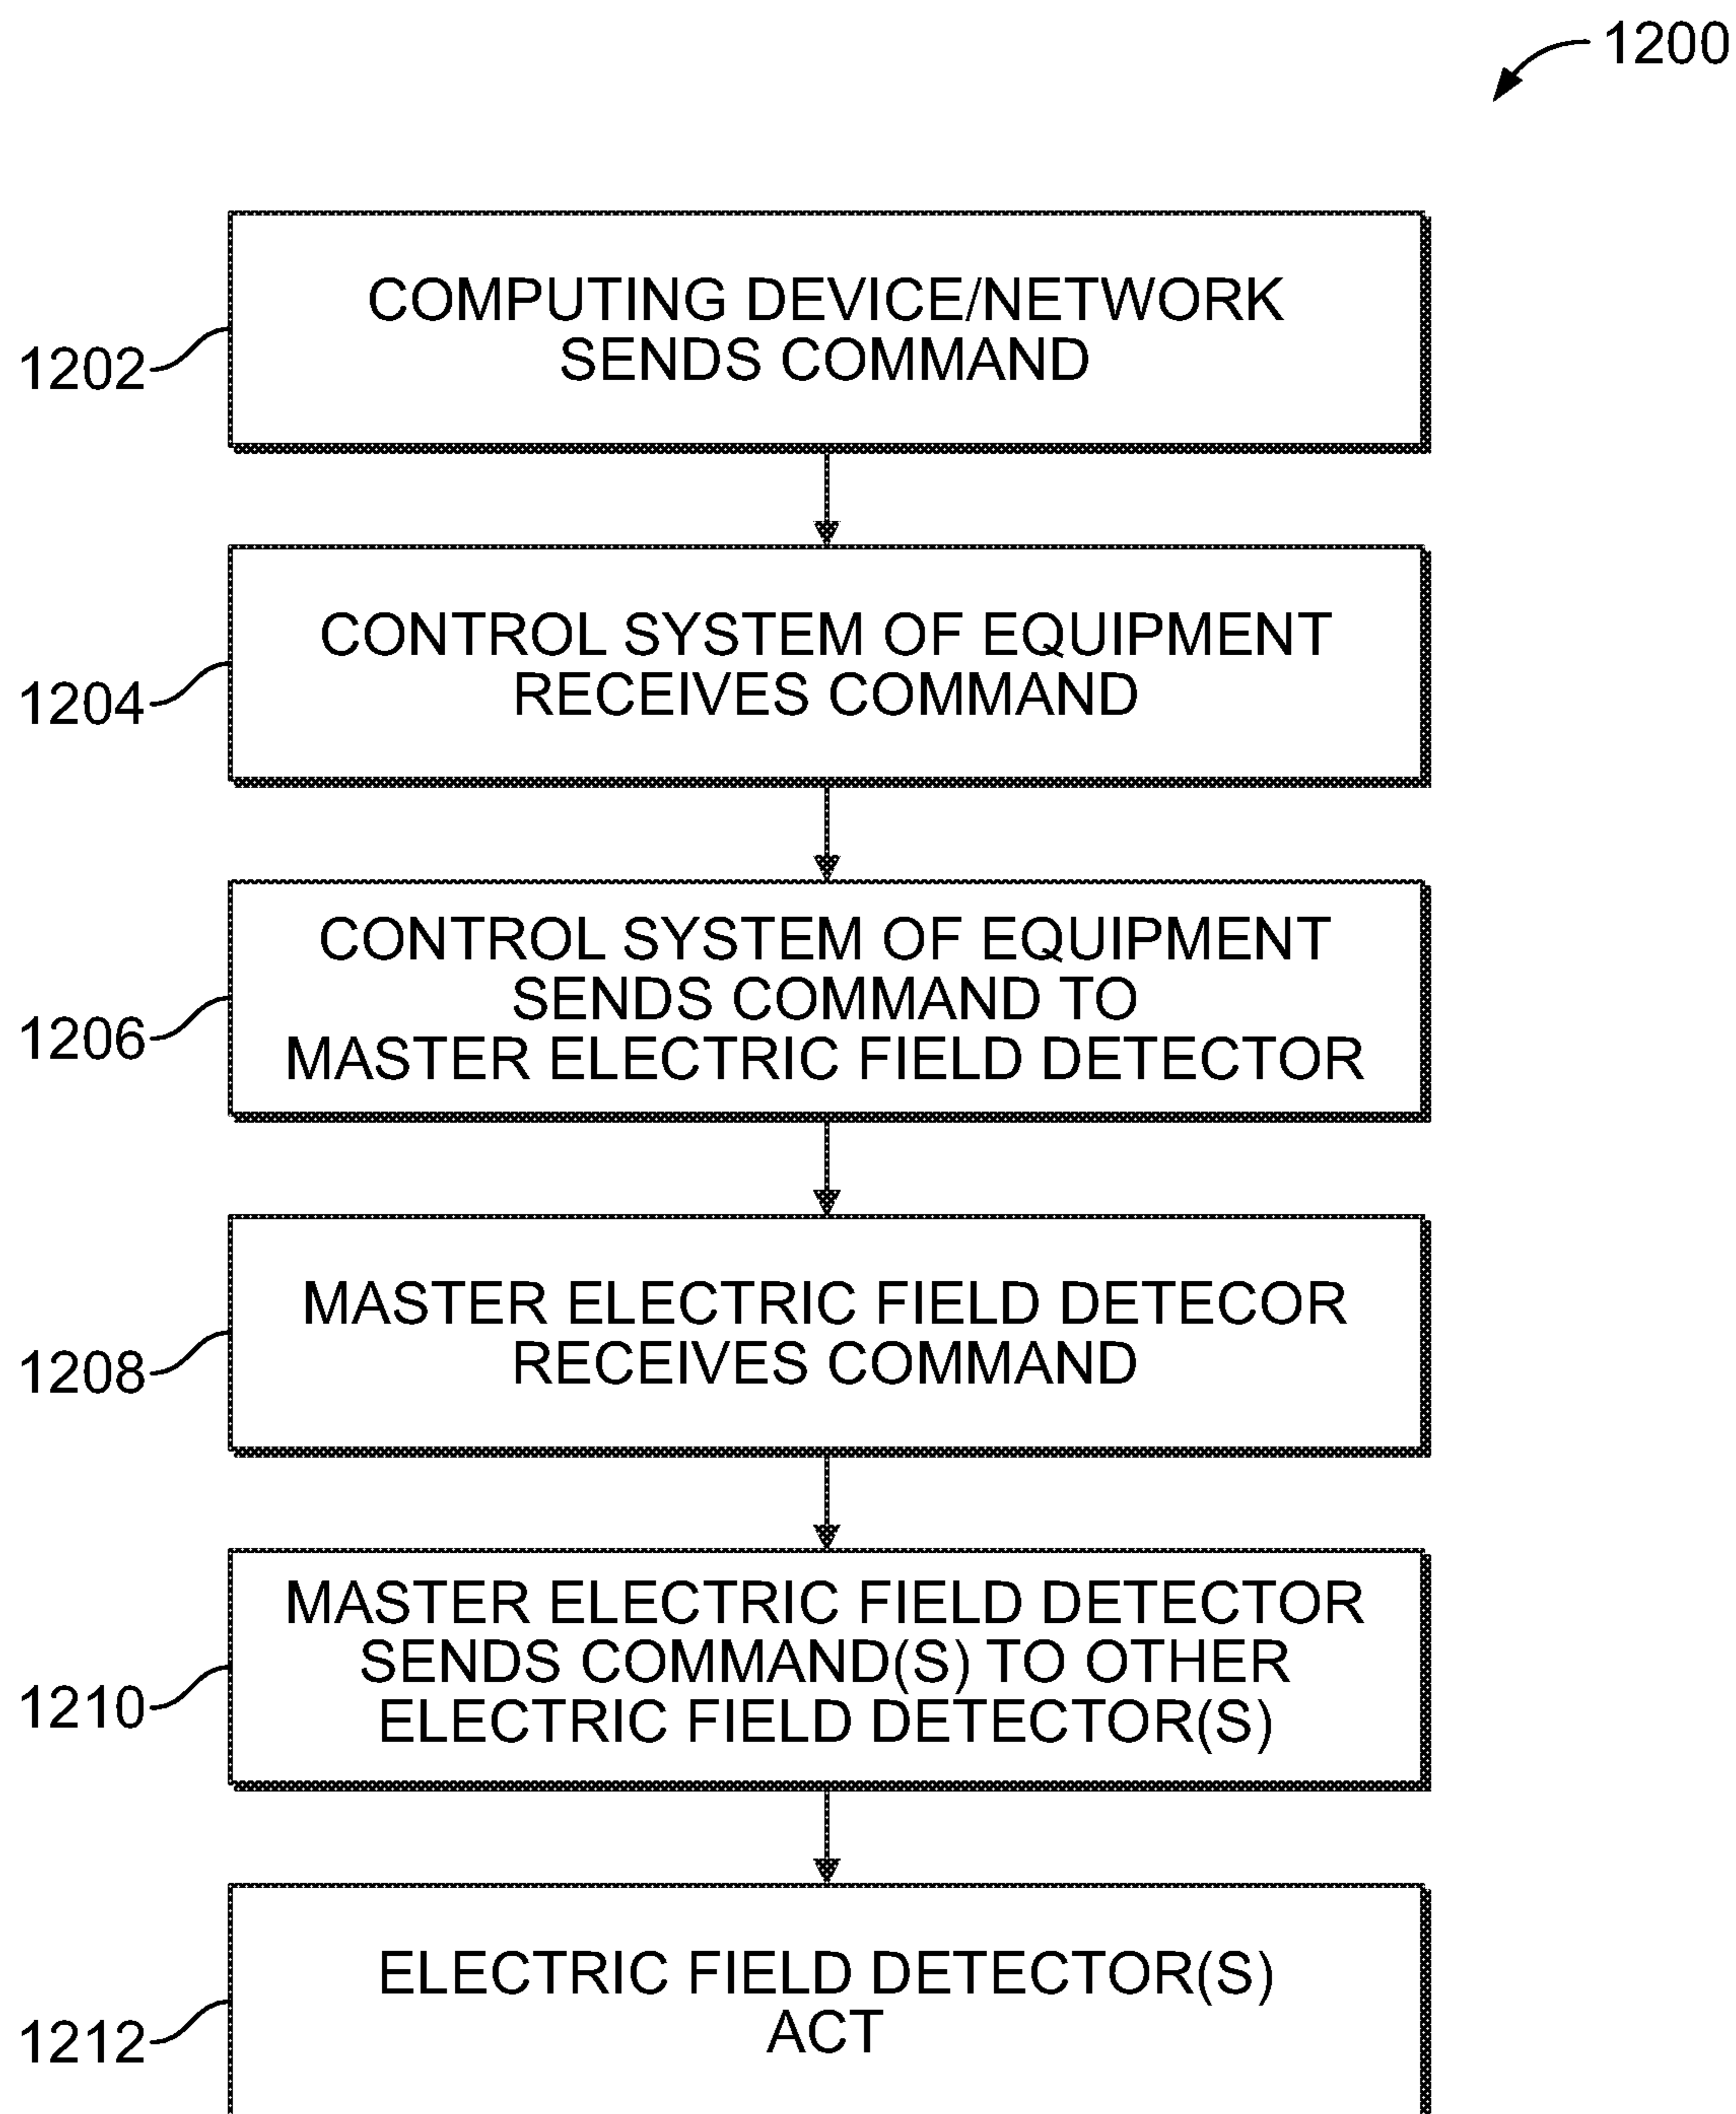 1200
COMPUTING DEVICE/NETWORK
SENDS COMMAND
1202
CONTROL SYSTEM OF EQUIPMENT
RECEIVES COMMAND
1204
CONTROL SYSTEM OF EQUIPMENT
SENDS COMMAND TO
MASTER ELECTRIC FIELD DETECTOR
1206
MASTER ELECTRIC FIELD DETECOR
RECEIVES COMMAND
1208
MASTER ELECTRIC FIELD DETECTOR
SENDS COMMAND(S) TO OTHER
ELECTRIC FIELD DETECTOR(S)
1210
ELECTRIC FIELD DETECTOR(S)
ACT
1212